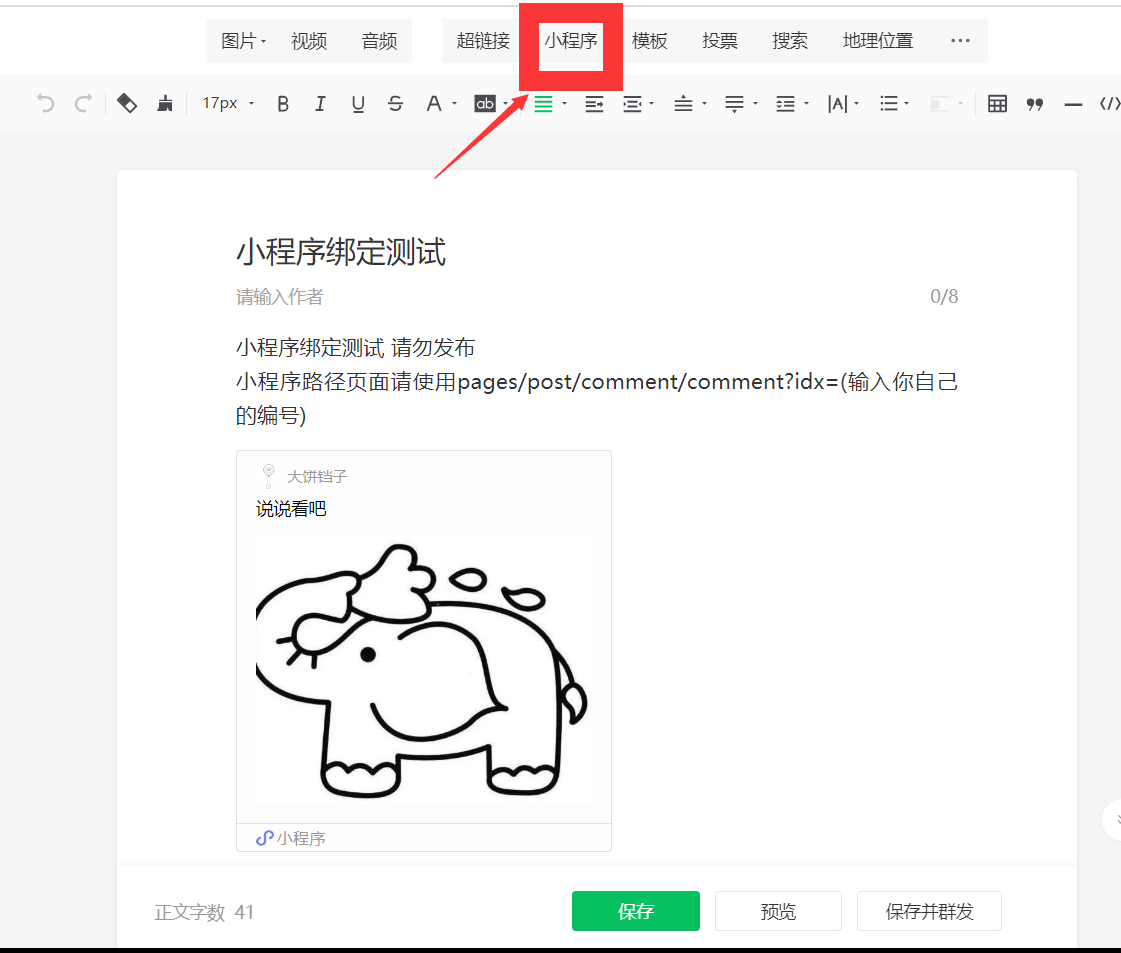 图片 视频 音频 超链接 小程序 模板 投票 搜索 地理位置 ...
17px B I U S A ab |A| </>
小程序绑定测试
请输入作者 0/8
小程序绑定测试 请勿发布
小程序路径页面请使用pages/post/comment/comment?idx=(输入你自己
的编号)
大饼铛子
说说看吧
小程序
正文字数 41 保存 预览 保存并群发